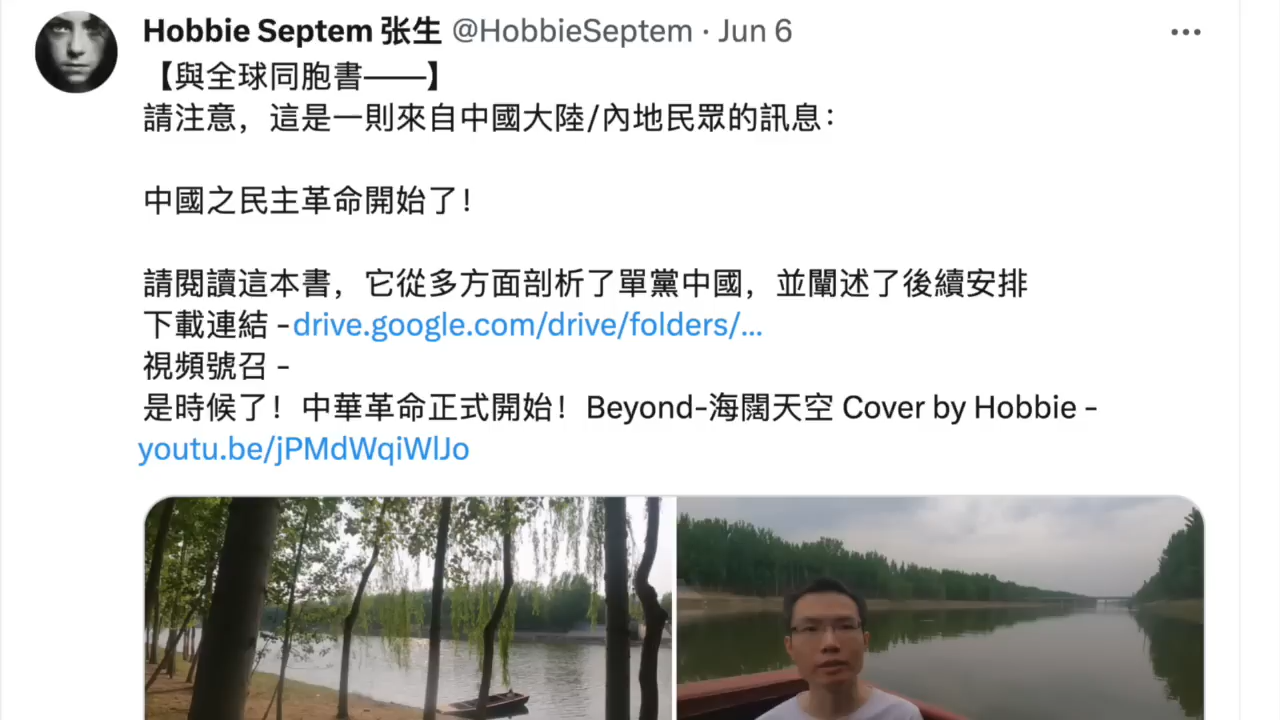 Hobbie Septem 张生 @HobbieSeptem · Jun 6
【與全球同胞書——】
請注意，這是一則來自中國大陸/內地民眾的訊息：
中國之民主革命開始了！
請閱讀這本書，它從多方面剖析了單黨中國，並闡述了後續安排
下載連結 -drive.google.com/drive/folders/…
視頻號召 -
是時候了！中華革命正式開始！Beyond-海闊天空 Cover by Hobbie -
youtu.be/jPMdWqiWlJo